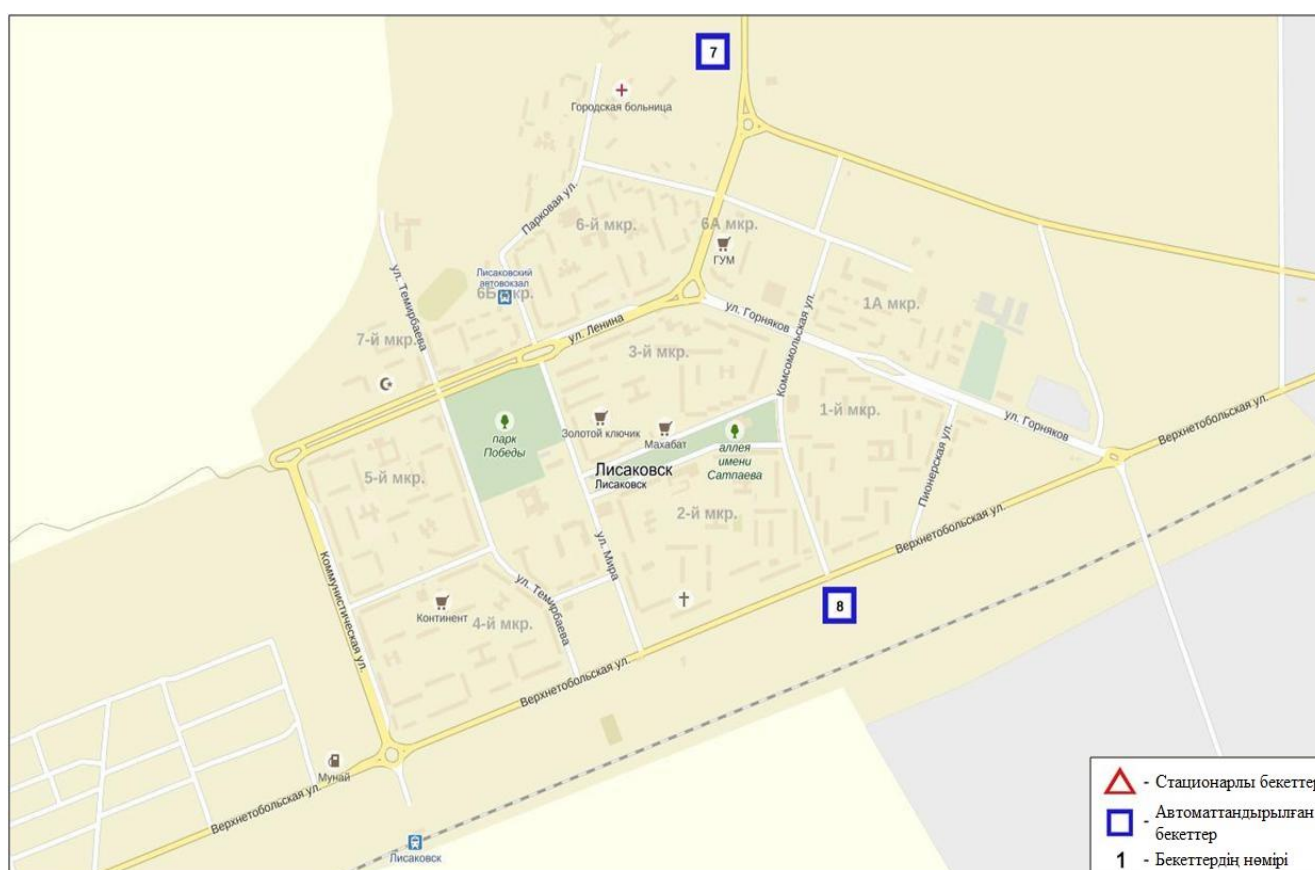 7
Городская больница
Парковая ул.
6-й мкр.
6А мкр.
ГУМ
Лисаковский
автовокзал
6Б мкр.
ул. Темирбаева
7-й мкр.
ул. Ленина
ул. Горняков
Комсомольская ул.
1А мкр.
3-й мкр.
1-й мкр.
ул. Горняков
Верхнетобольская ул.
парк
Победы
Золотой ключик
Махабат
аллея
имени
Сатпаева
Пионерская ул.
Лисаковск
Лисаковск
5-й мкр.
2-й мкр.
Верхнетобольская ул.
ул. Мира
Коммунистическая ул.
ул. Темирбаева
Континент
4-й мкр.
8
Верхнетобольская ул.
Мунай
Верхнетобольская ул.
Лисаковск
- Стационарлы бекеттер
- Автоматтандырылған
бекеттер
1 - Бекеттердің нөмірі